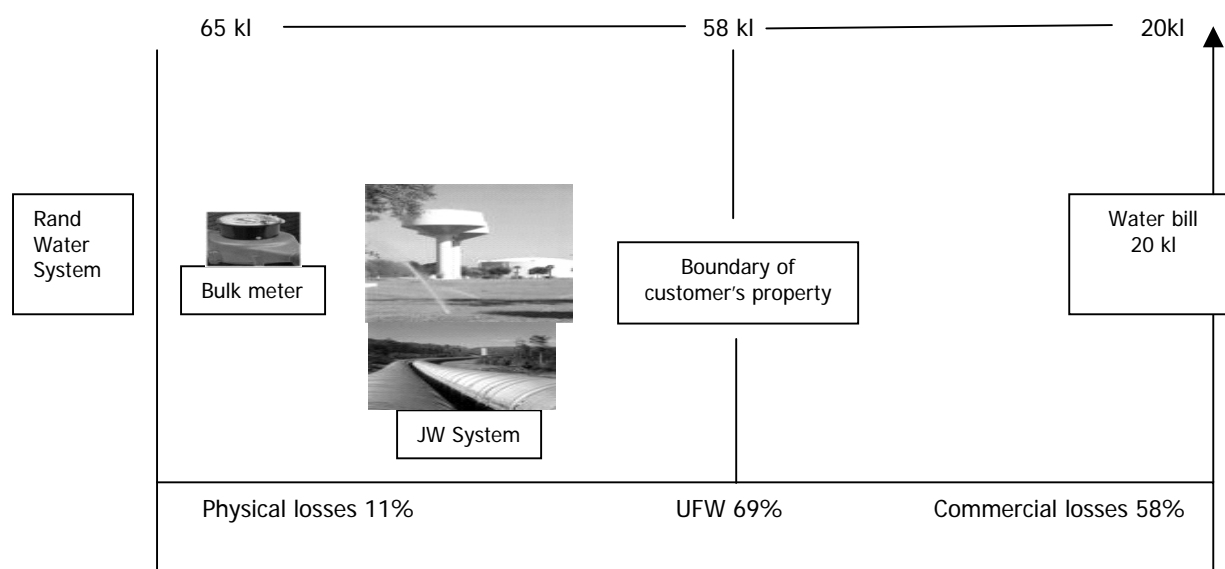 65 kl
58 kl
20kl
Rand
Water
System
Bulk meter
JW System
Boundary of
customer's property
Water bill
20 kl
Physical losses 11%
UFW 69%
Commercial losses 58%